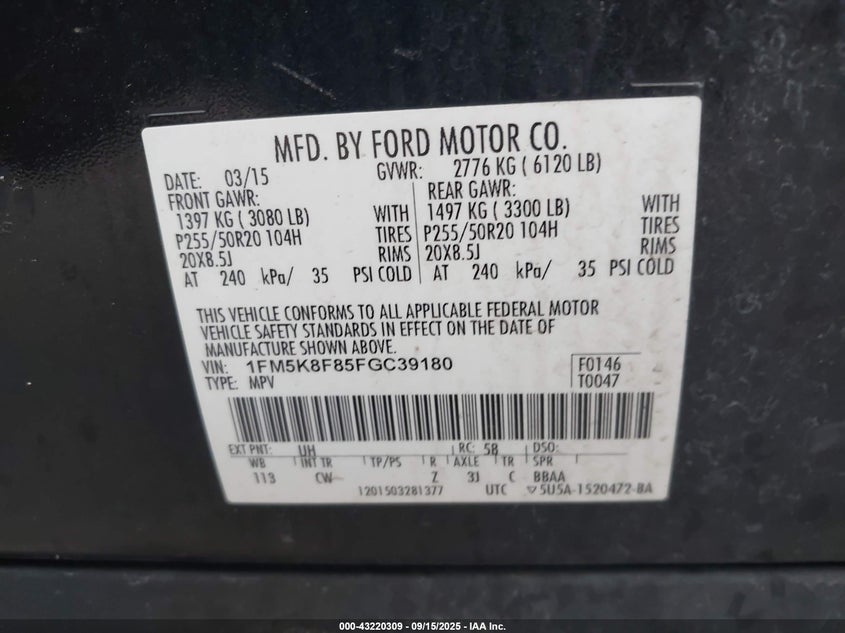 MFD. BY FORD MOTOR CO.
DATE: 03/15 GVWR: 2776 KG ( 6120 LB)
FRONT GAWR: REAR GAWR:
1397 KG ( 3080 LB) WITH 1497 KG ( 3300 LB) WITH
P255/50R20 104H TIRES P255/50R20 104H TIRES
20X8.5J RIMS 20X8.5J RIMS
AT 240 kPa/ 35 PSI COLD AT 240 kPa/ 35 PSI COLD
THIS VEHICLE CONFORMS TO ALL APPLICABLE FEDERAL MOTOR
VEHICLE SAFETY STANDARDS IN EFFECT ON THE DATE OF
MANUFACTURE SHOWN ABOVE.
VIN: 1FM5K8F85FGC39180 F0146
TYPE: MPV T0047
EXT PNT: UH RC: 58 DSO:
WB INT TR TP/PS R AXLE TR SPR
113 CW Z 3J C BBAA
1201503281377 UTC ▽5U5A-1520472-BA
000-43220309 - 09/15/2025 - IAA Inc.